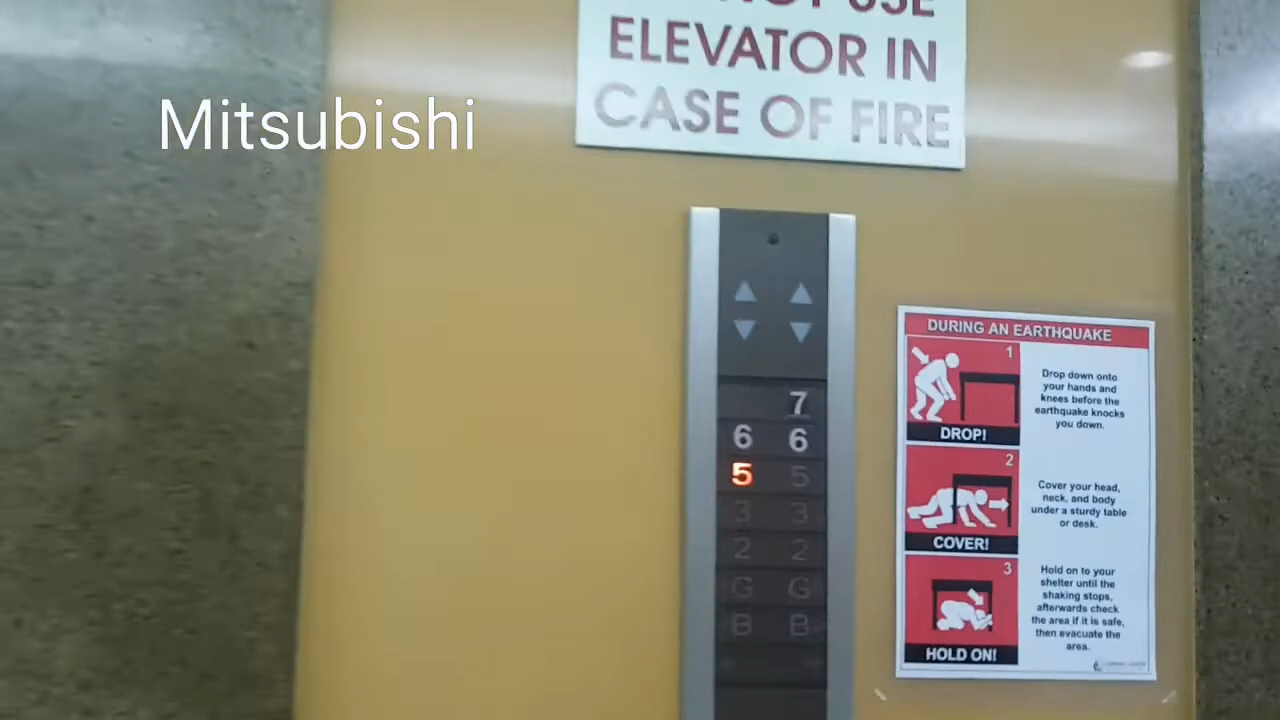 USE
ELEVATOR IN
CASE OF FIRE
Mitsubishi
7
6 6
5 5
3 3
2 2
G G
B B
DURING AN EARTHQUAKE
1
DROP!
Drop down onto
your hands and
knees before the
earthquake knocks
you down.
2
COVER!
Cover your head,
neck, and body
under a sturdy table
or desk.
3
HOLD ON!
Hold on to your
shelter until the
shaking stops,
afterwards check
the area if it is safe,
then evacuate the
area.